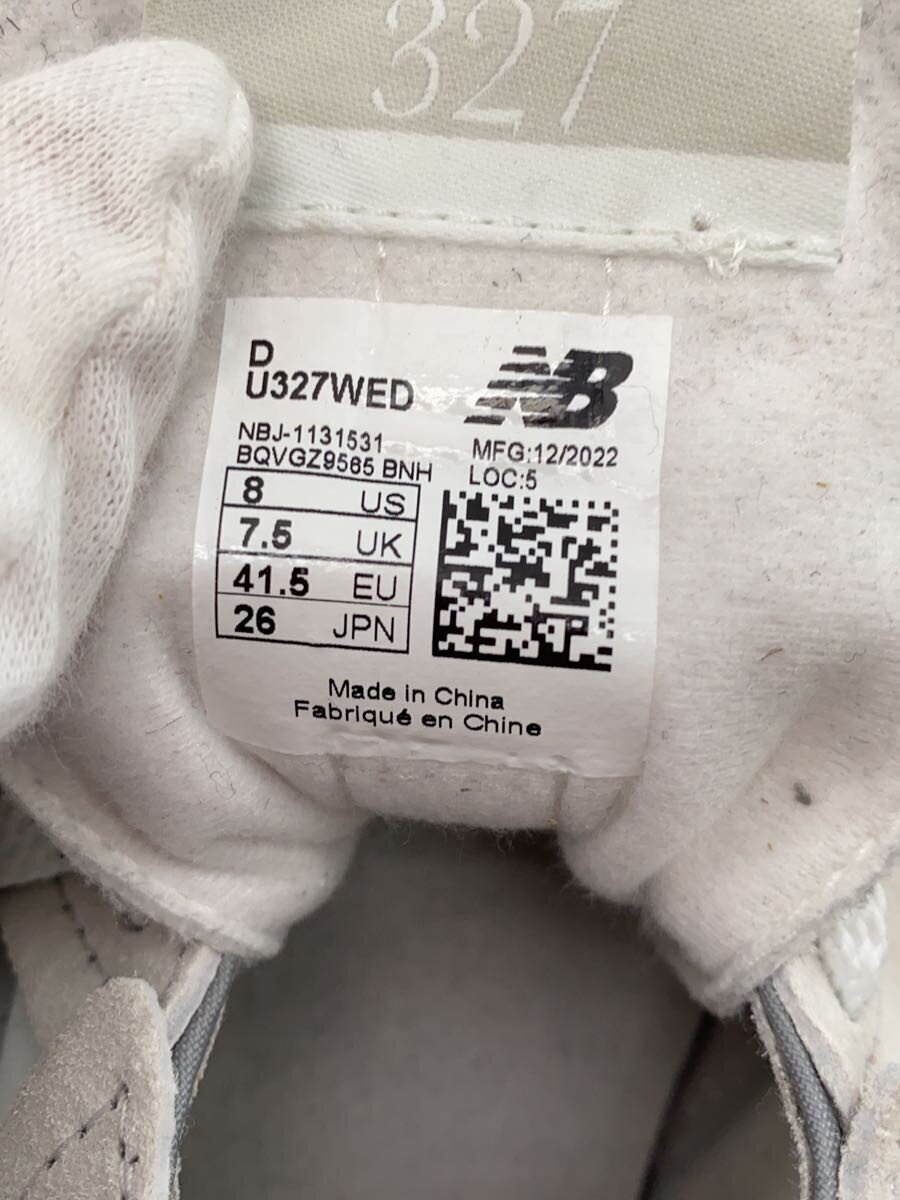 327
D
U327WED
NB
NBJ-1131531
BQVGZ9565 BNH
MFG:12/2022
LOC:5
8 US
7.5 UK
41.5 EU
26 JPN
Made in China
Fabriqué en Chine